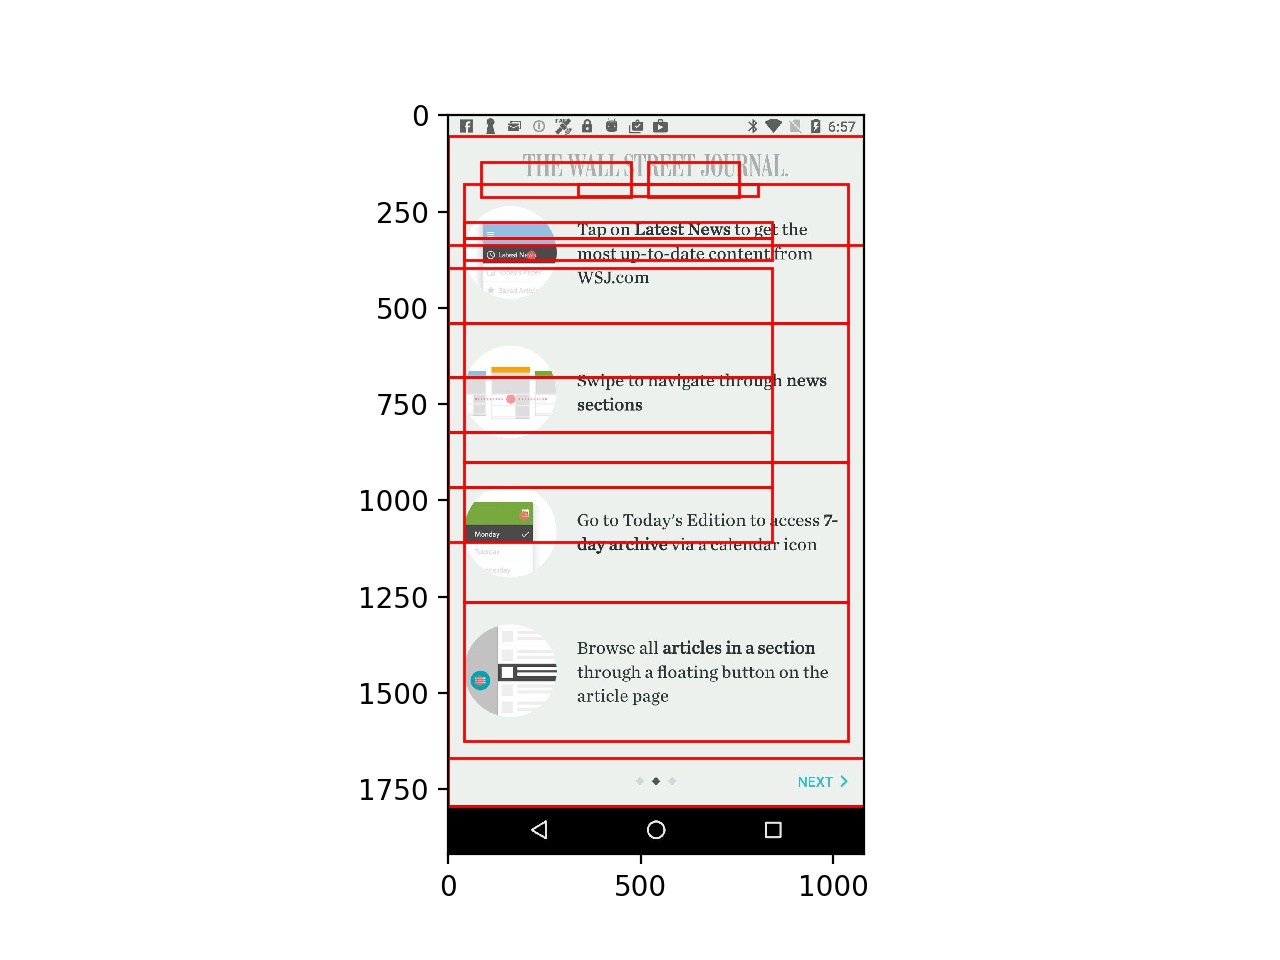 0
250
500
750
1000
1250
1500
1750
0
500
1000
6:57
THE WALL STREET JOURNAL.
Tap on Latest News to get the
most up-to-date content from
WSJ.com
Latest News
Today's Paper
Saved Artic
Swipe to navigate through news
sections
Go to Today's Edition to access 7-
day archive via a calendar icon
Monday
Tuesday
Browse all articles in a section
through a floating button on the
article page
NEXT